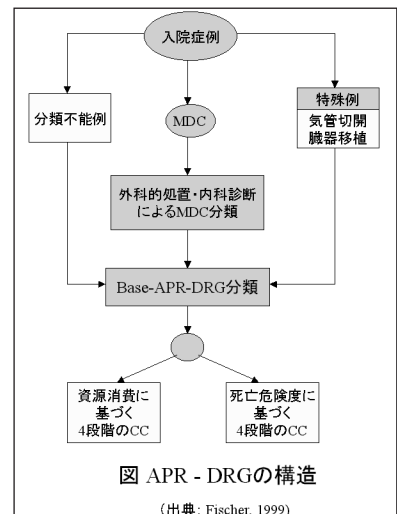 入院症例
分類不能例
MDC
特殊例
気管切開
臓器移植
外科的処置・内科診断
によるMDC分類
Base-APR-DRG分類
資源消費に
基づく
4段階のCC
死亡危険度に
基づく
4段階のCC
図 APR - DRGの構造
(出典: Fischer, 1999)